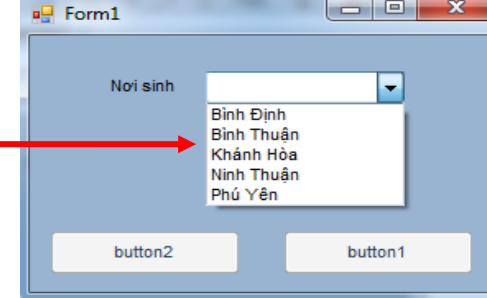 Form1
Nơi sinh
Bình Định
Bình Thuận
Khánh Hòa
Ninh Thuận
Phú Yên
button2 button1